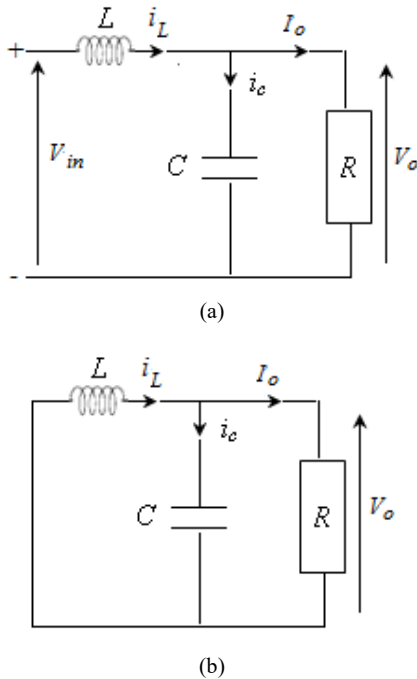 L i_L I_o
+
i_c
V_in C R V_o
-
(a)
L i_L I_o
i_c
C R V_o
(b)